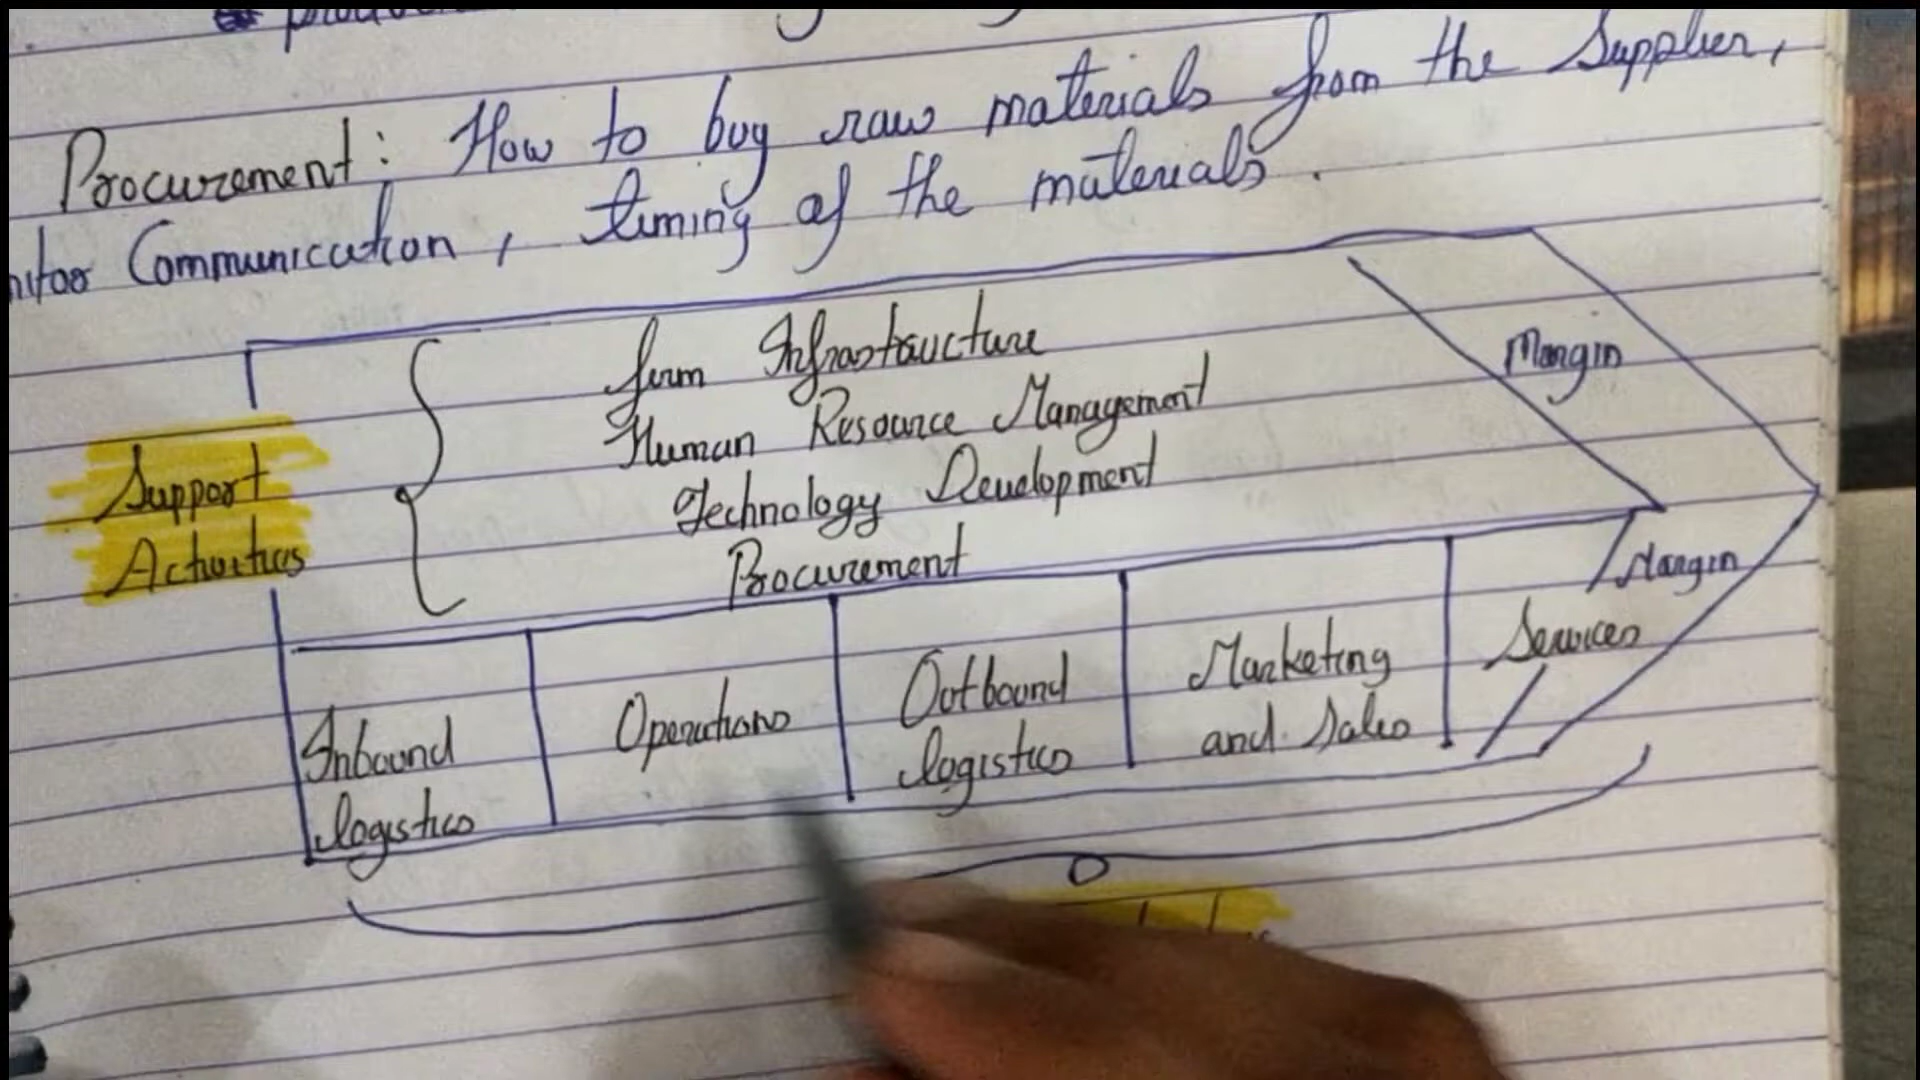 Procurement: How to buy raw materials from the Supplier,
Communication, timing of the materials.
firm Infrastructure
Human Resource Management
Technology Development
Procurement
Margin
Support
Activities
Margin
Inbound
logistics
Operations
Outbound
logistics
Marketing
and Sales
Services